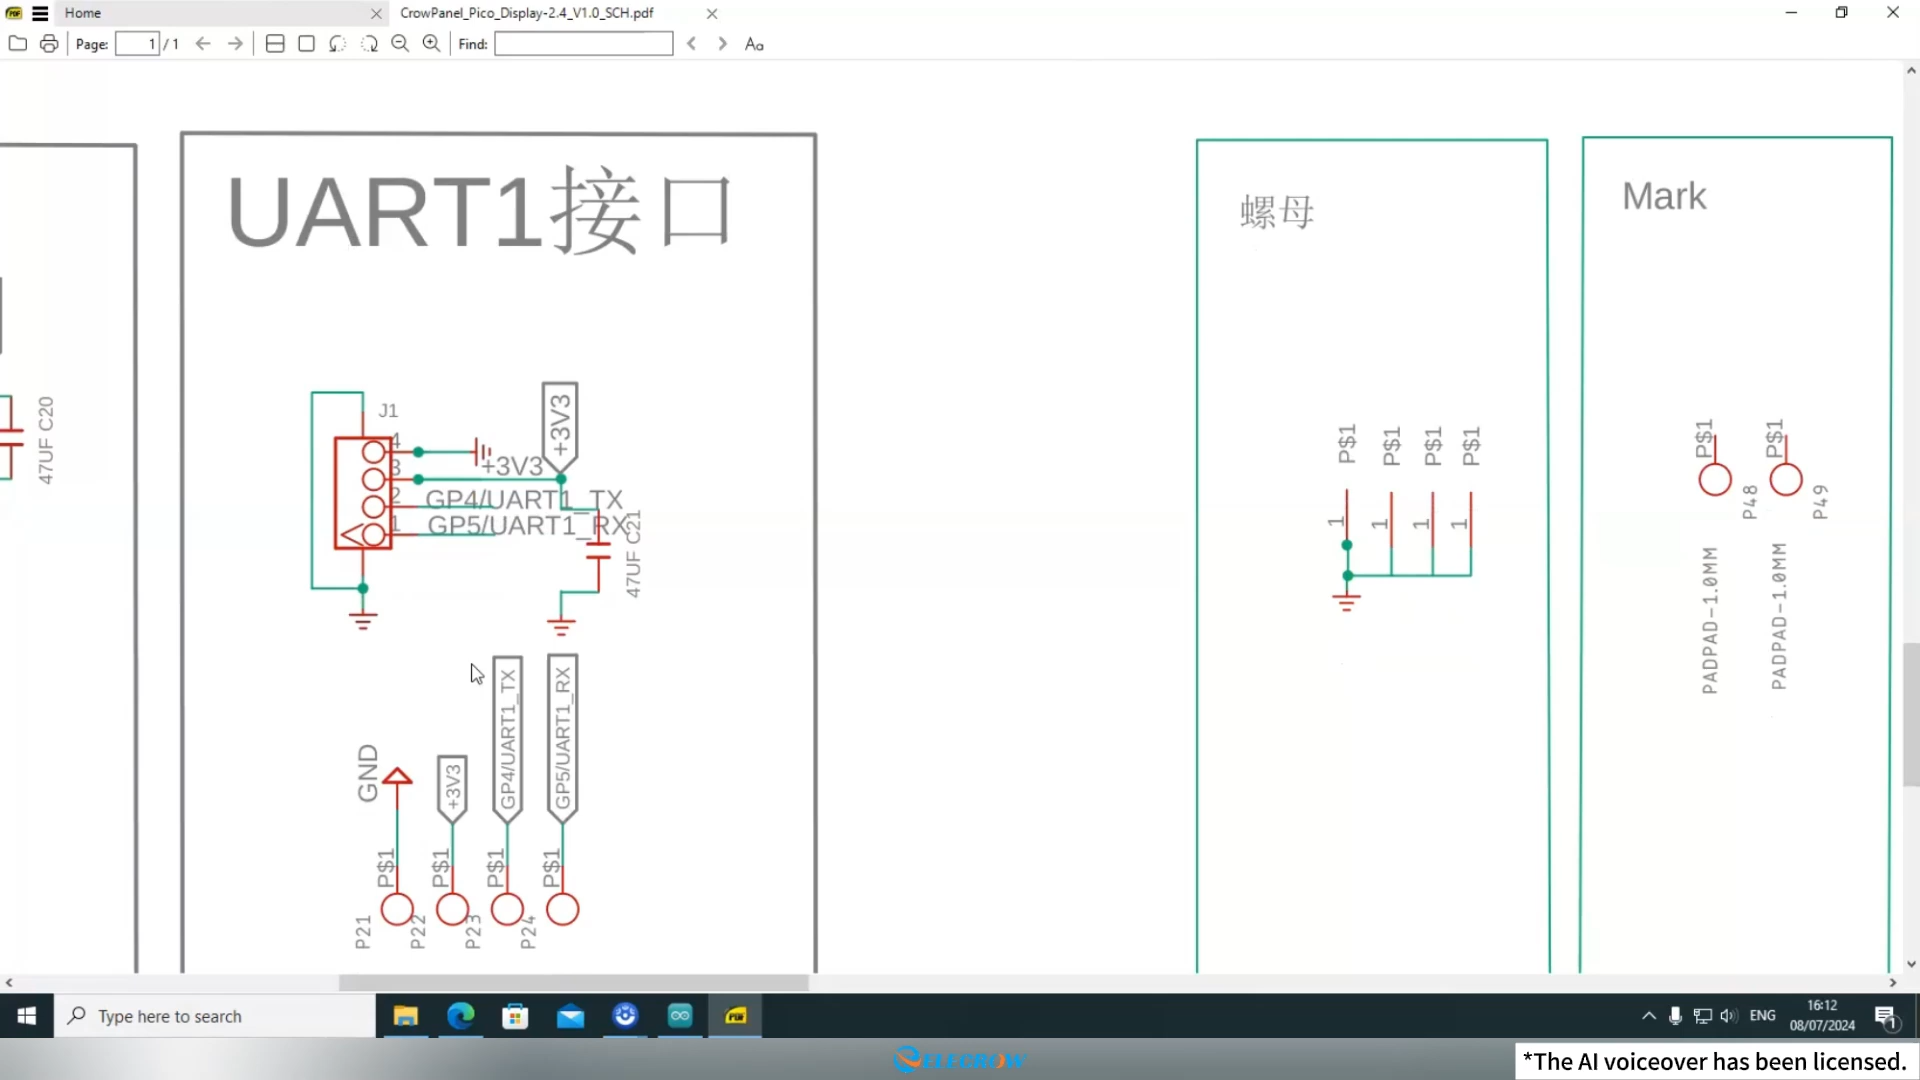 Home
CrowPanel_Pico_Display-2.4_V1.0_SCH.pdf
Page: 1 / 1
Find:
Aa
UART1接口
螺母
Mark
47UF C20
J1
4
3
2
1
+3V3
+3V3
GP4/UART1_TX
GP5/UART1_RX
47UF C21
GND
+3V3
GP4/UART1_TX
GP5/UART1_RX
P$1
P$1
P$1
P$1
P21
P22
P23
P24
P$1
P$1
P$1
P$1
1
1
1
1
P$1
P$1
P48
P49
PADPAD-1.0MM
PADPAD-1.0MM
Type here to search
PDF
ENG
16:12
08/07/2024
1
ELECROW
*The AI voiceover has been licensed.